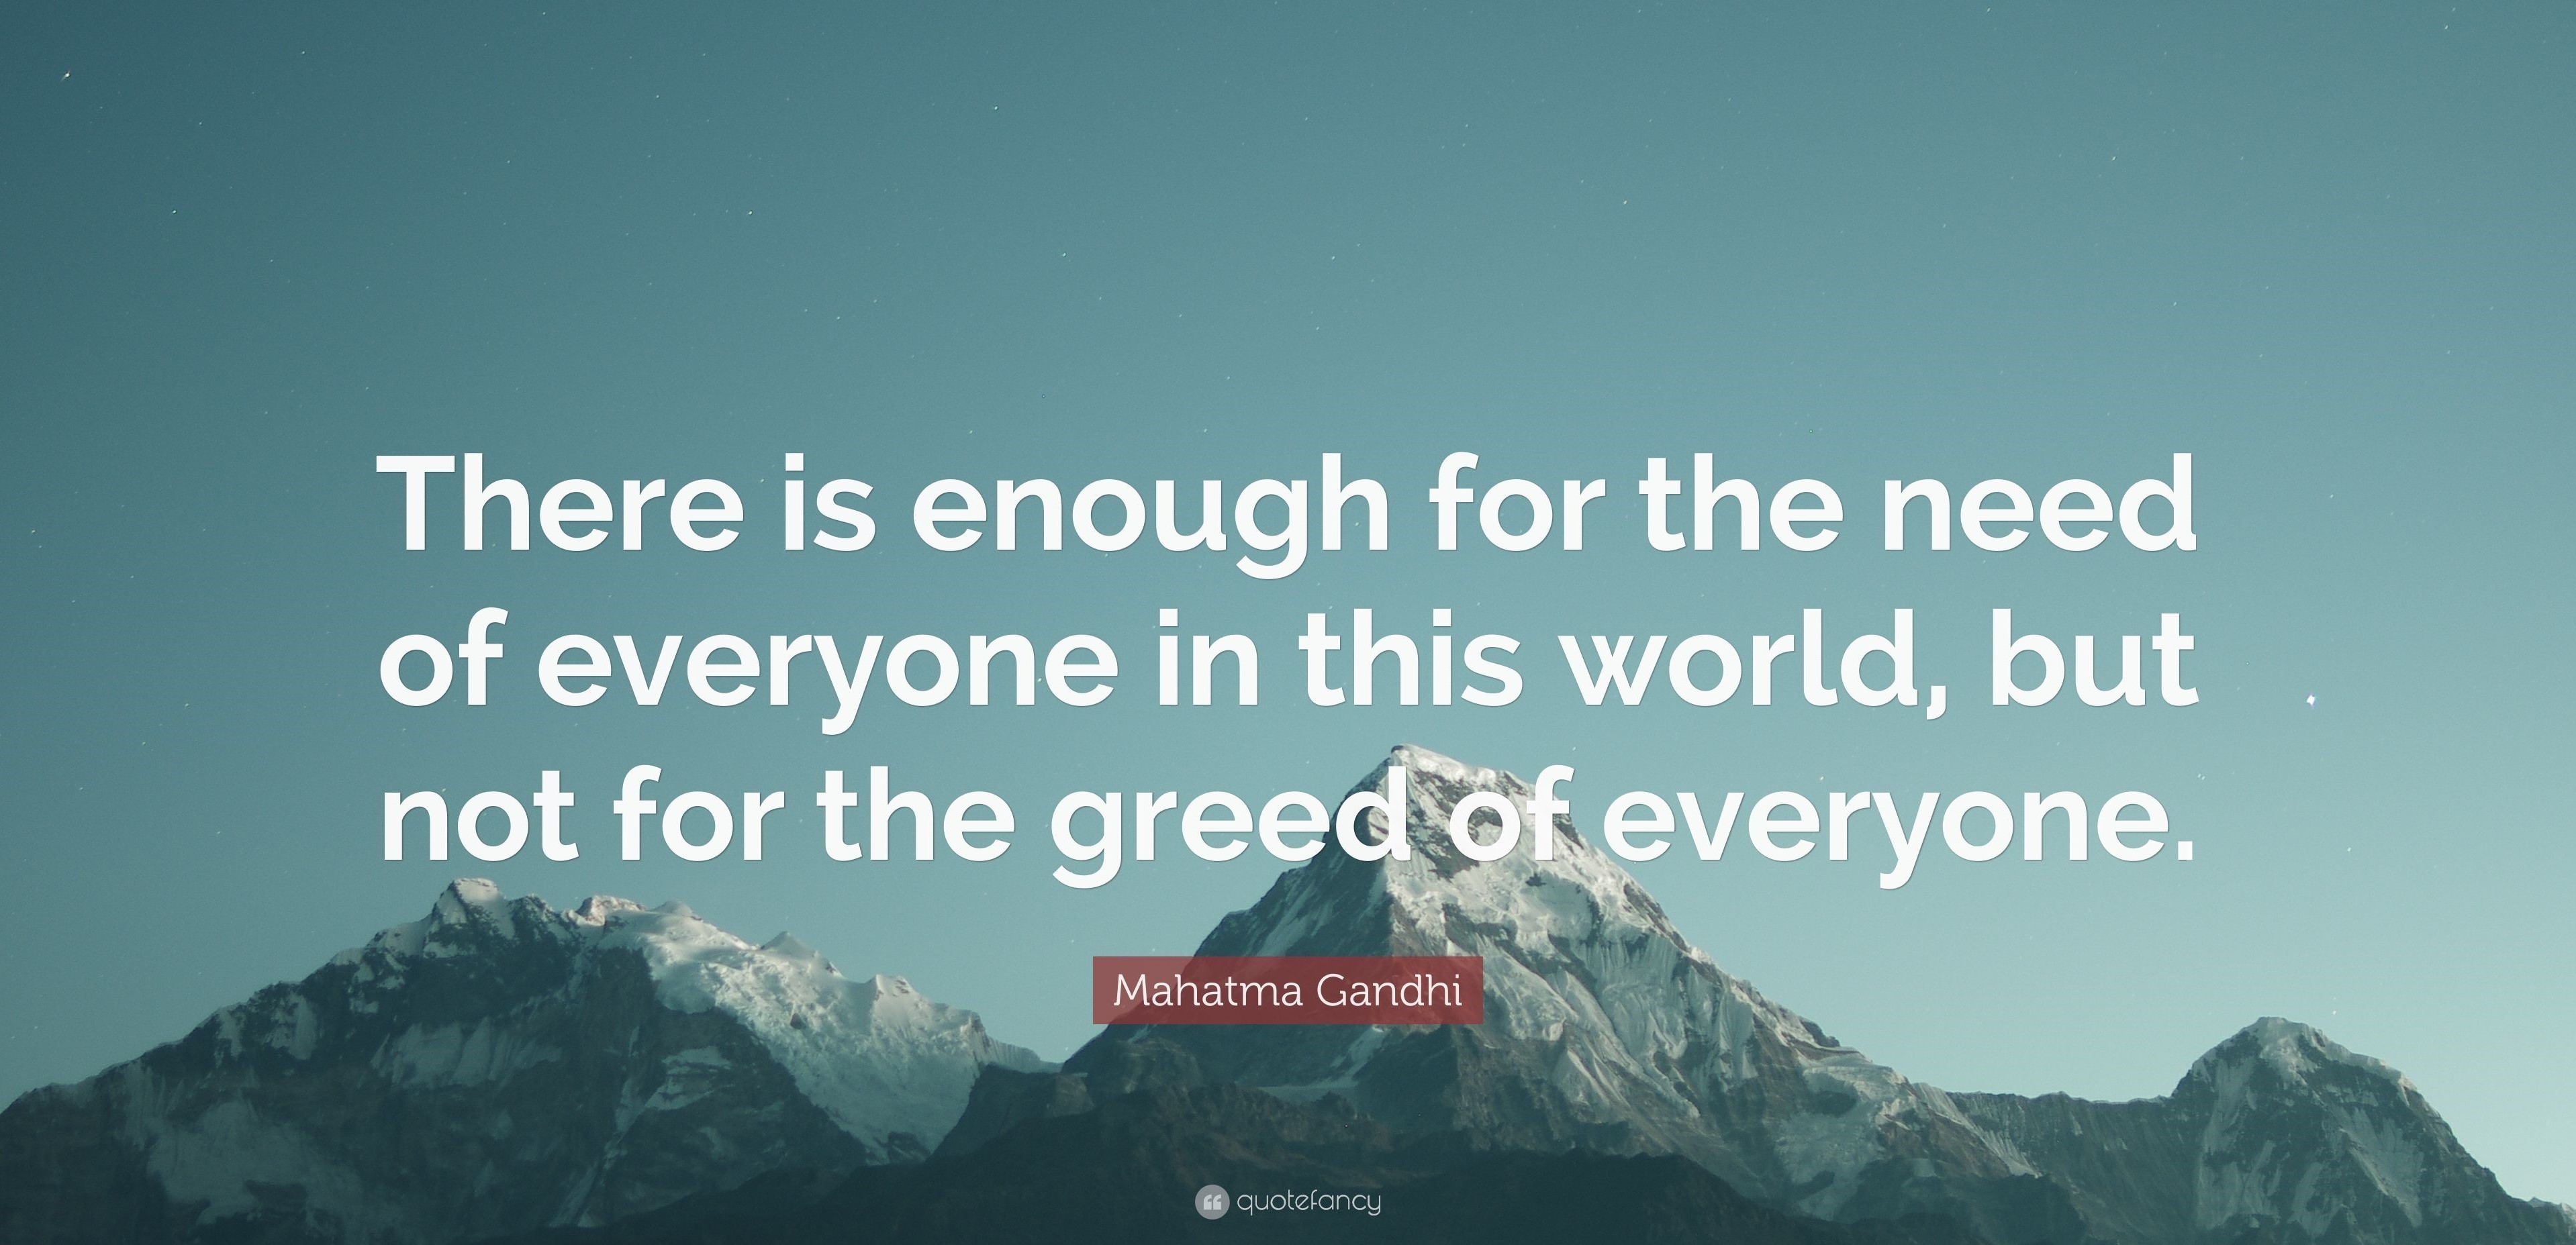 There is enough for the need
of everyone in this world, but
not for the greed of everyone.
Mahatma Gandhi
quotefancy